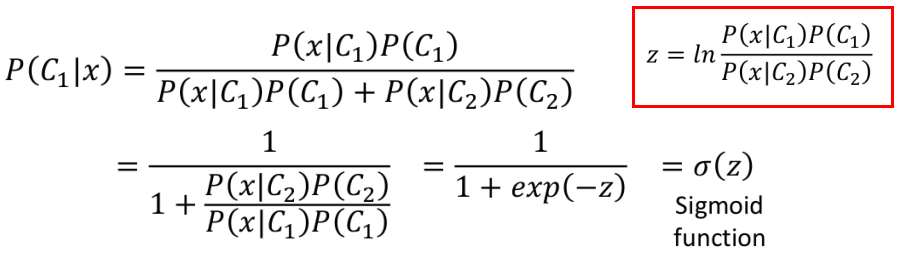 P(C₁|x) = P(x|C₁)P(C₁) / P(x|C₁)P(C₁) + P(x|C₂)P(C₂)
z = ln P(x|C₁)P(C₁) / P(x|C₂)P(C₂)
= 1 / 1 + P(x|C₂)P(C₂) / P(x|C₁)P(C₁) = 1 / 1 + exp(−z) = σ(z)
Sigmoid
function